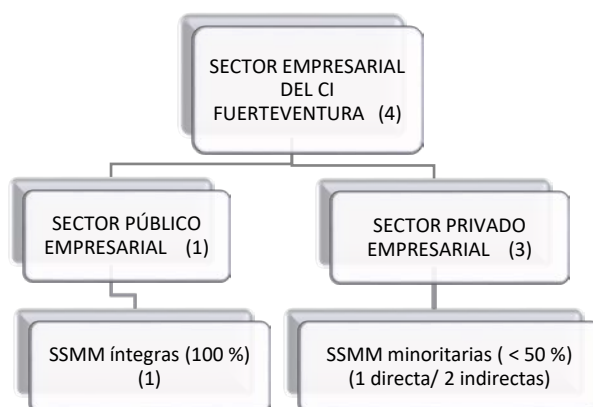 SECTOR EMPRESARIAL
DEL CI
FUERTEVENTURA (4)
SECTOR PÚBLICO
EMPRESARIAL (1)
SECTOR PRIVADO
EMPRESARIAL (3)
SSMM íntegras (100 %)
(1)
SSMM minoritarias ( < 50 %)
(1 directa/ 2 indirectas)